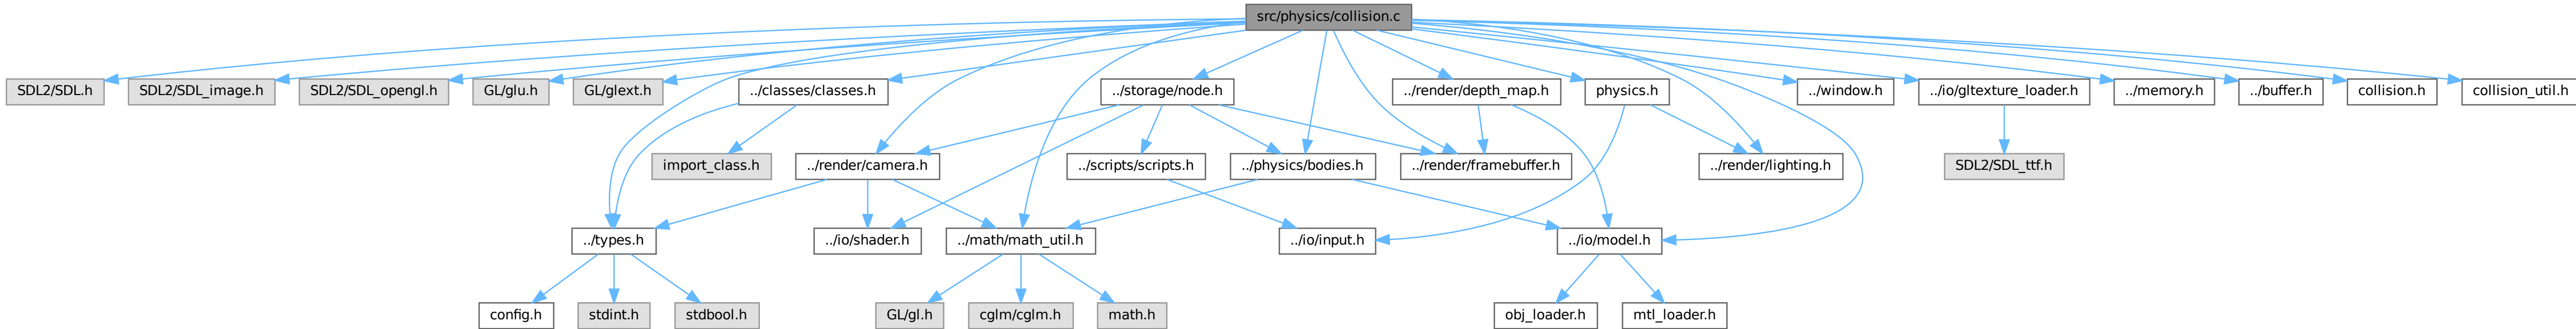 src/physics/collision.c
SDL2/SDL.h
SDL2/SDL_image.h
SDL2/SDL_opengl.h
GL/glu.h
GL/glext.h
../classes/classes.h
../storage/node.h
../render/depth_map.h
physics.h
../window.h
../io/gltexture_loader.h
../memory.h
../buffer.h
collision.h
collision_util.h
import_class.h
../render/camera.h
../scripts/scripts.h
../physics/bodies.h
../render/framebuffer.h
../render/lighting.h
SDL2/SDL_ttf.h
../types.h
../io/shader.h
../math/math_util.h
../io/input.h
../io/model.h
config.h
stdint.h
stdbool.h
GL/gl.h
cglm/cglm.h
math.h
obj_loader.h
mtl_loader.h